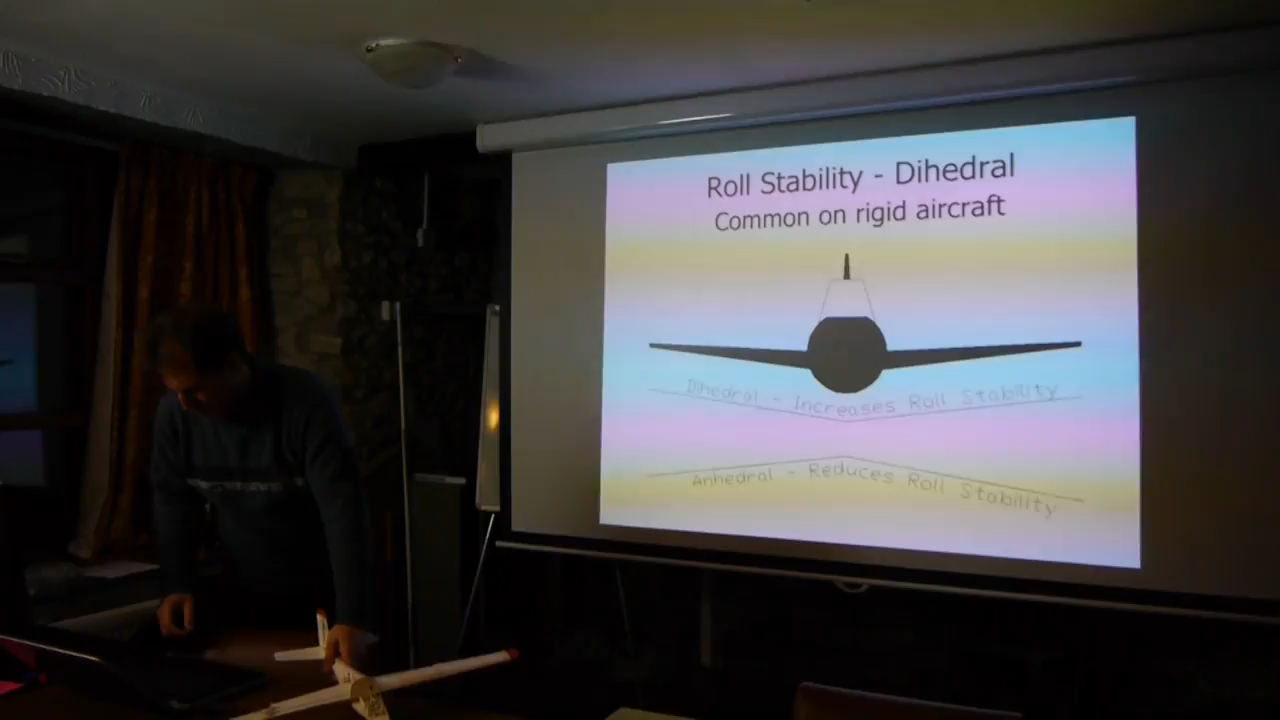 Roll Stability - Dihedral
Common on rigid aircraft
Dihedral - Increases Roll Stability
Anhedral - Reduces Roll Stability